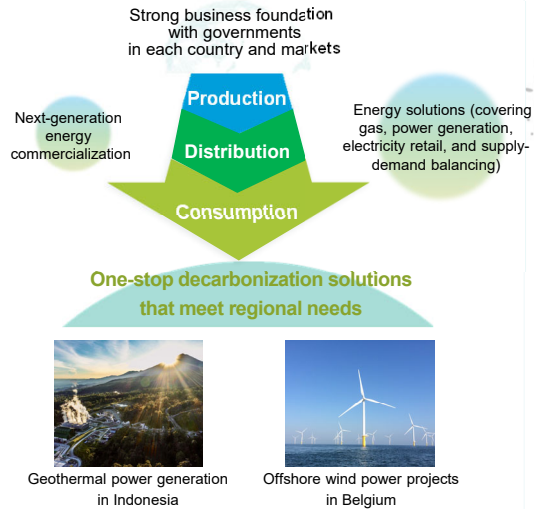 Strong business foundation
with governments
in each country and markets
Production
Next-generation
energy
commercialization
Energy solutions (covering
gas, power generation,
electricity retail, and supply-
demand balancing)
Distribution
Consumption
One-stop decarbonization solutions
that meet regional needs
Geothermal power generation
in Indonesia
Offshore wind power projects
in Belgium